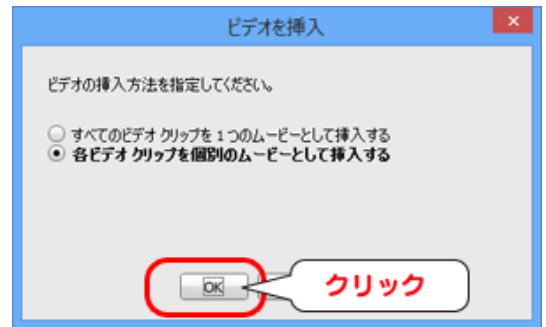 ビデオを挿入
ビデオの挿入方法を指定してください。
すべてのビデオ クリップを 1 つのムービーとして挿入する
各ビデオ クリップを個別のムービーとして挿入する
OK
クリック